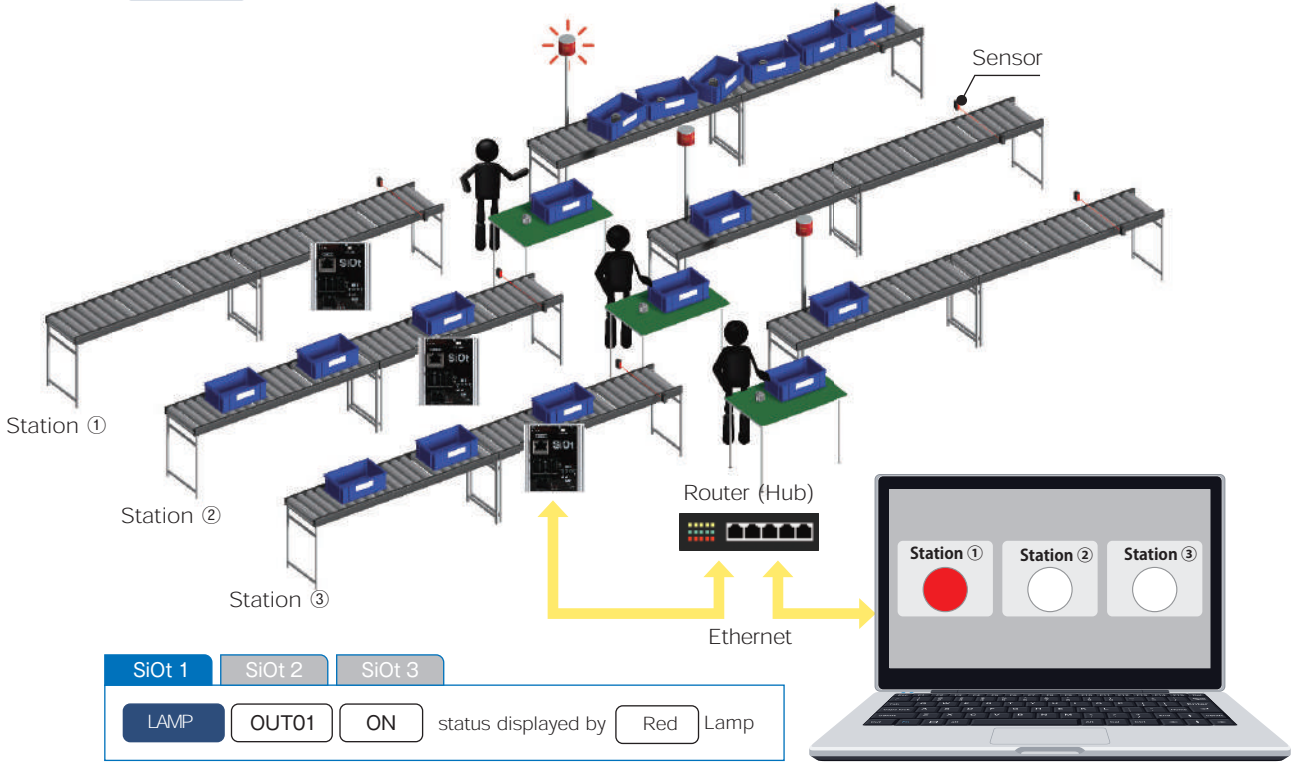 Sensor
SiOt
Station ①
SiOt
Station ②
SiOt
Station ③
Router (Hub)
Ethernet
Station ①
Station ②
Station ③
SiOt 1
SiOt 2
SiOt 3
LAMP OUT01 ON status displayed by Red Lamp